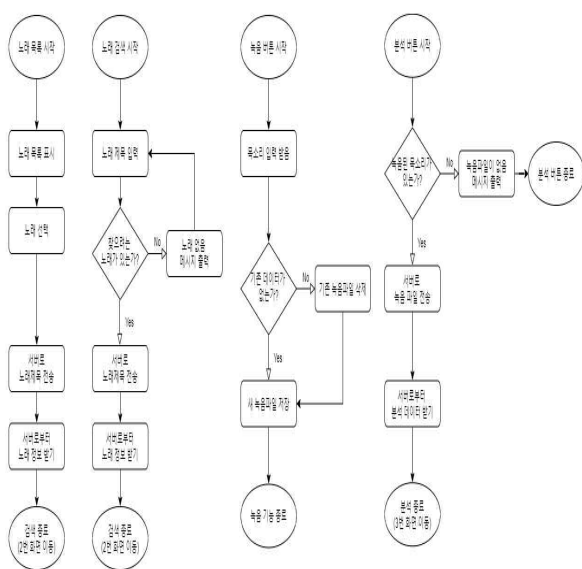 노래 목록 시작
노래 목록 표시
노래 선택
서버로
노래제목 전송
서버로부터
노래 정보 받기
검색 종료
(2번 화면 이동)
노래 검색 시작
노래 제목 입력
찾으려는
노래가 있는가?
No
노래 없음
메시지 출력
Yes
서버로
노래제목 전송
서버로부터
노래 정보 받기
검색 종료
(2번 화면 이동)
녹음 버튼 시작
목소리 입력 받음
기존 데이터가
없는가?
No
기존 녹음파일 삭제
Yes
새 녹음파일 저장
녹음 기능 종료
분석 버튼 시작
녹음된 목소리가
있는가?
No
녹음파일이 없음
메시지 출력
분석 버튼 종료
Yes
서버로
녹음 파일 전송
서버로부터
분석 데이터 받기
분석 종료
(3번 화면 이동)